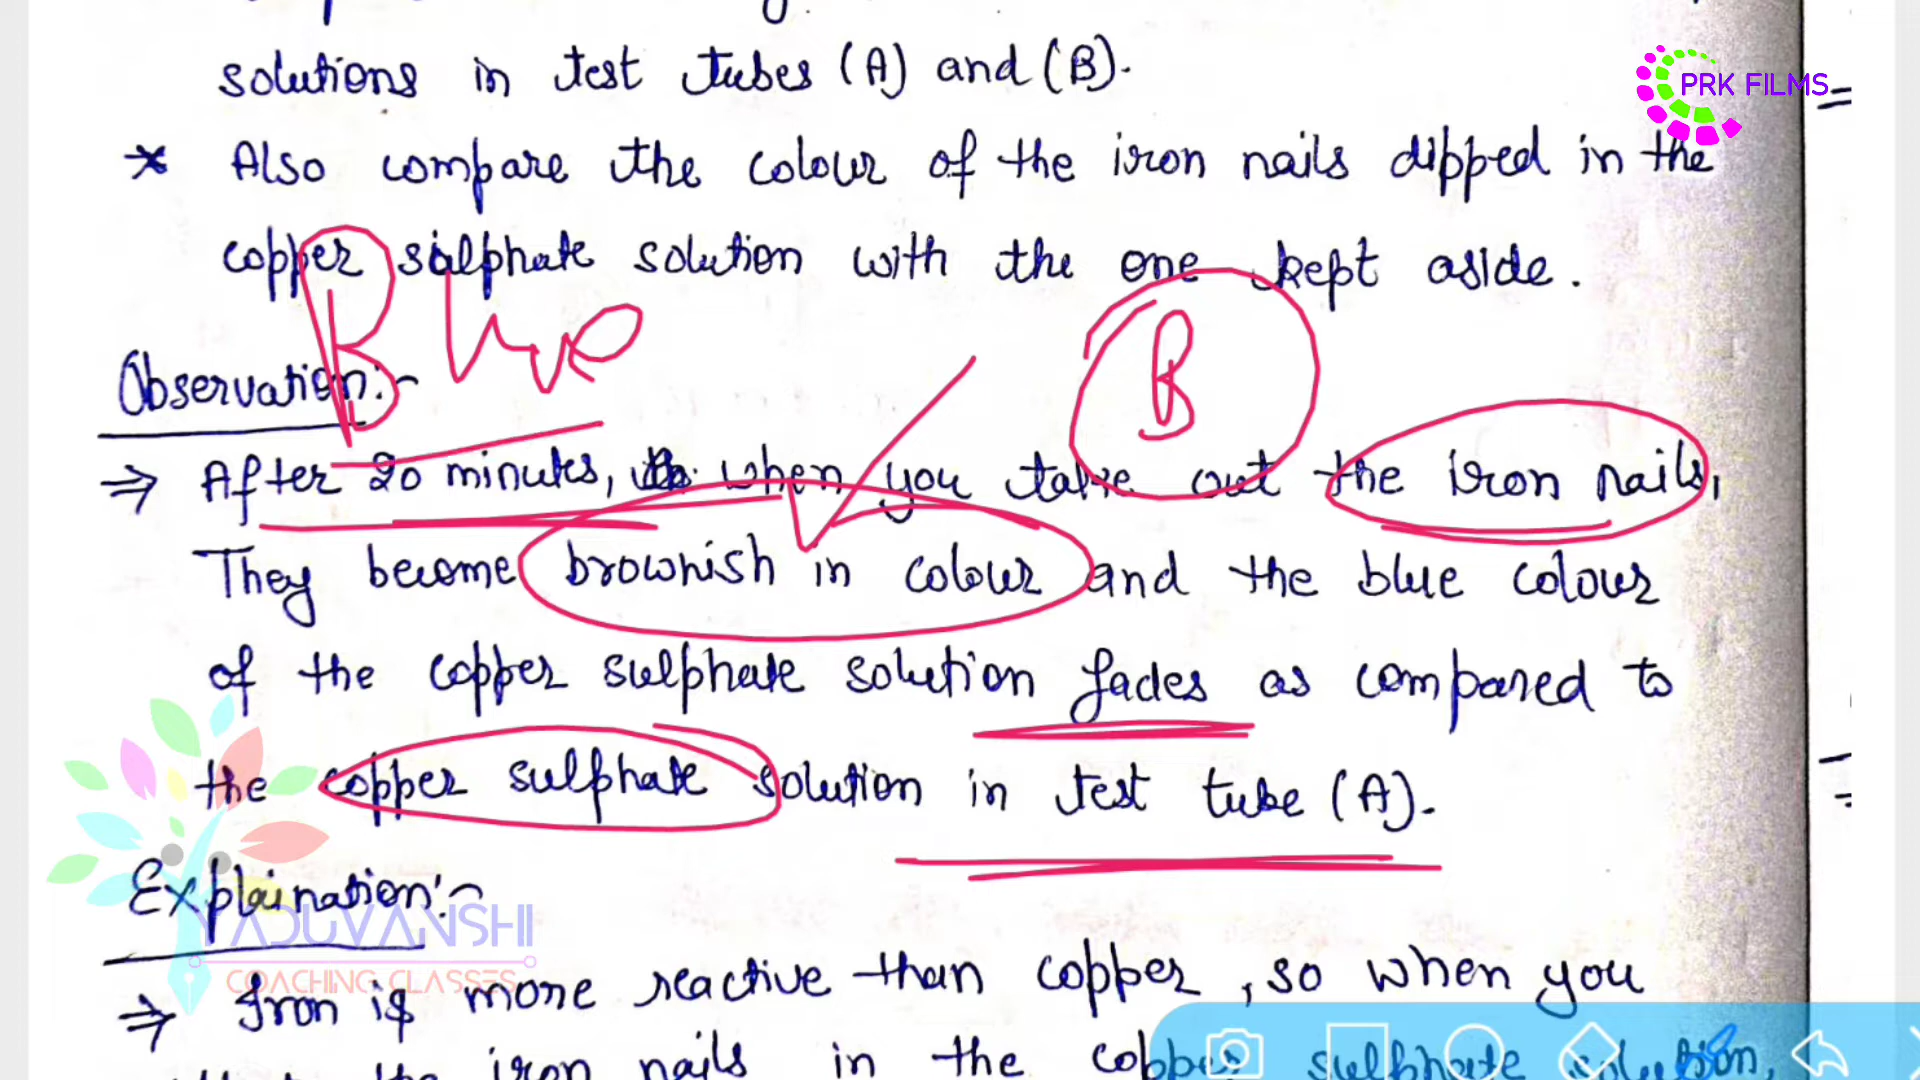 solutions in test tubes (A) and (B).
PRK FILMS
* Also compare the colour of the iron nails dipped in the
copper sulphate solution with the one kept aside.
Blue
B
Observation:-
⇒ After 20 minutes, when you take out the iron nails,
They become brownish in colour and the blue colour
of the copper sulphate solution fades as compared to
the copper sulphate solution in test tube (A).
Explaination:-
YADUVANSHI
COACHING CLASSES
⇒ Iron is more reactive than copper, so when you
the iron nails in the copper sulphate solution,